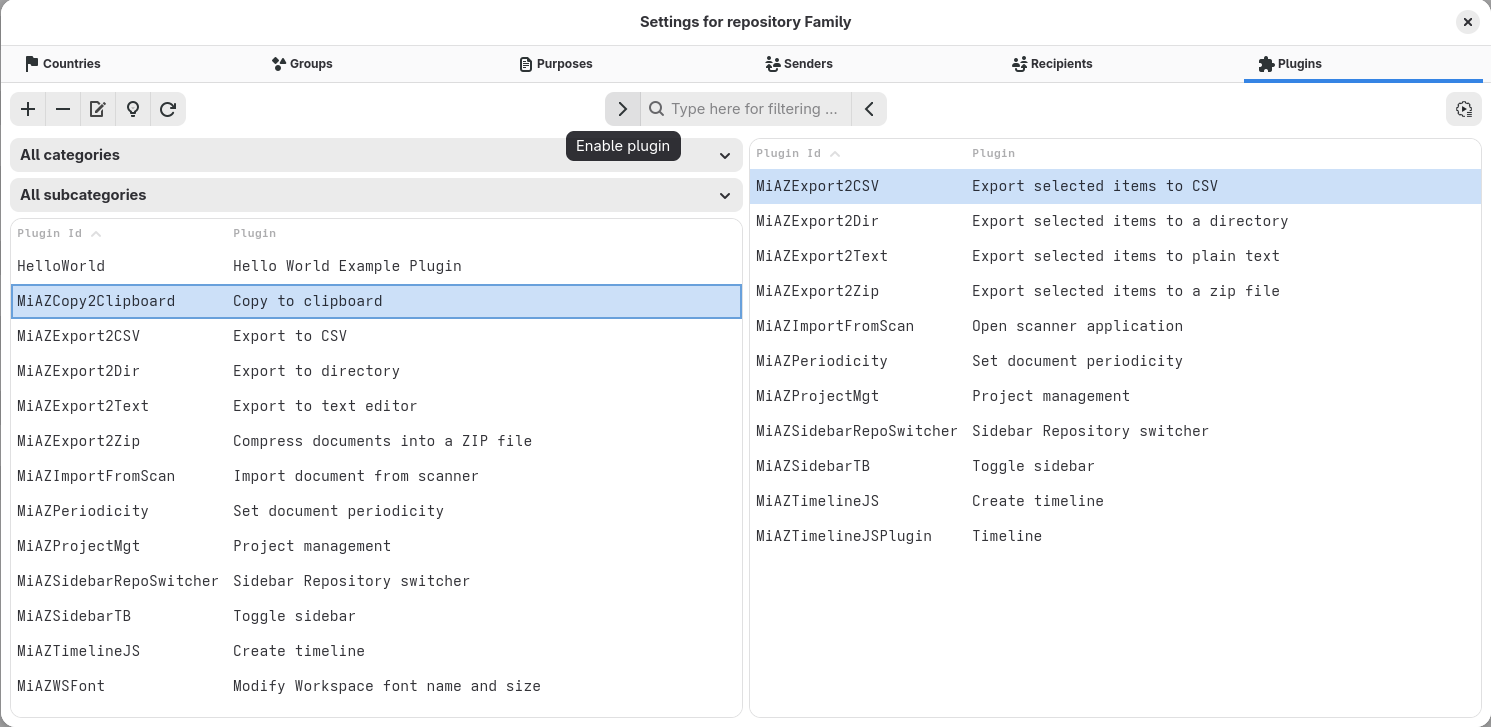 Settings for repository Family
Countries Groups Purposes Senders Recipients Plugins
Type here for filtering ...
Enable plugin
All categories
All subcategories
Plugin Id Plugin
HelloWorld Hello World Example Plugin
MiAZCopy2Clipboard Copy to clipboard
MiAZExport2CSV Export to CSV
MiAZExport2Dir Export to directory
MiAZExport2Text Export to text editor
MiAZExport2Zip Compress documents into a ZIP file
MiAZImportFromScan Import document from scanner
MiAZPeriodicity Set document periodicity
MiAZProjectMgt Project management
MiAZSidebarRepoSwitcher Sidebar Repository switcher
MiAZSidebarTB Toggle sidebar
MiAZTimelineJS Create timeline
MiAZWSFont Modify Workspace font name and size
Plugin Id Plugin
MiAZExport2CSV Export selected items to CSV
MiAZExport2Dir Export selected items to a directory
MiAZExport2Text Export selected items to plain text
MiAZExport2Zip Export selected items to a zip file
MiAZImportFromScan Open scanner application
MiAZPeriodicity Set document periodicity
MiAZProjectMgt Project management
MiAZSidebarRepoSwitcher Sidebar Repository switcher
MiAZSidebarTB Toggle sidebar
MiAZTimelineJS Create timeline
MiAZTimelineJSPlugin Timeline